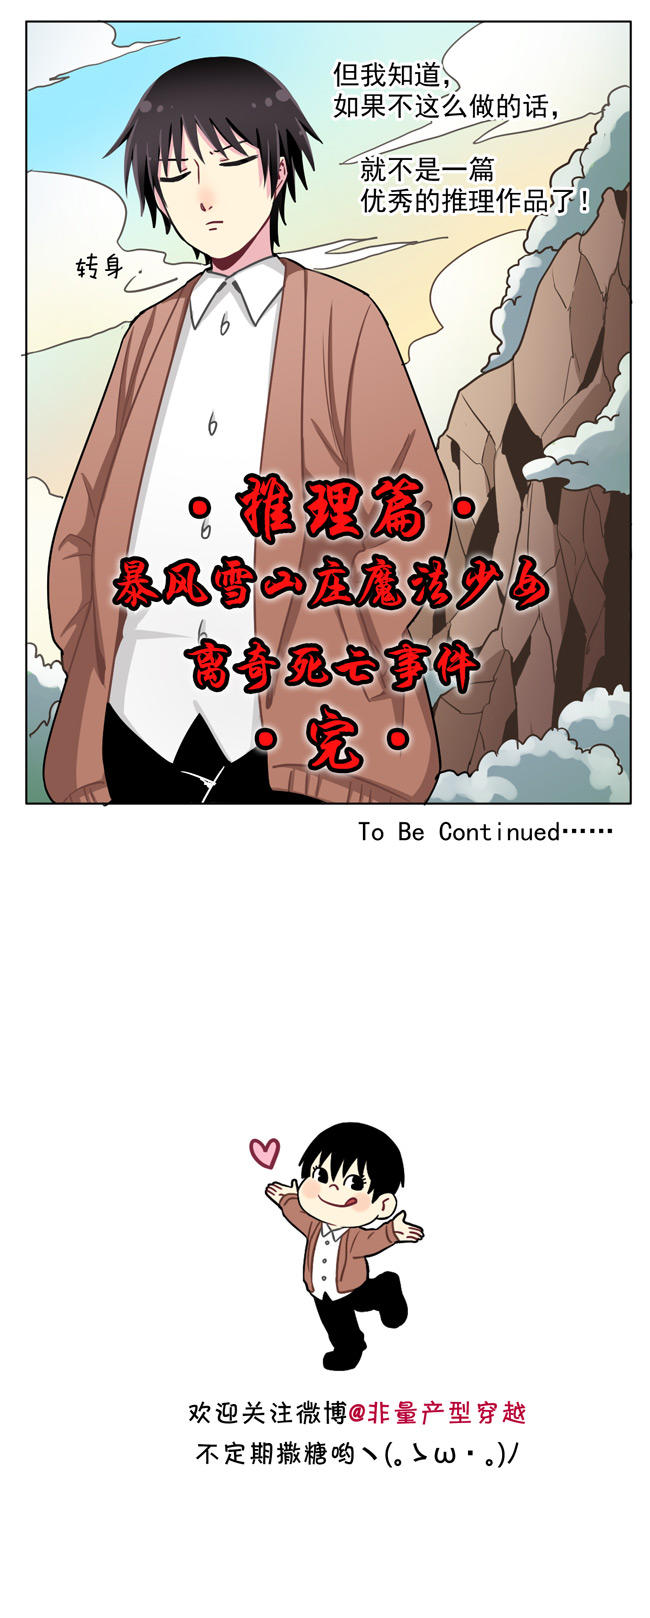 但我知道，
如果不这么做的话，
就不是一篇
优秀的推理作品了！
转身
·推理篇·
暴风雪山庄魔法少女
离奇死亡事件
·完·
To Be Continued……
欢迎关注微博@非量产型穿越
不定期撒糖哟ヽ(｡ゝω·｡)ﾉ